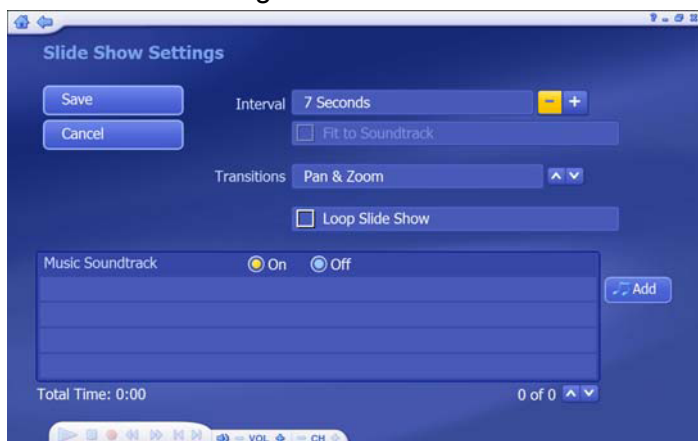 Slide Show Settings
Save
Interval 7 Seconds - +
Cancel
Fit to Soundtrack
Transitions Pan & Zoom
Loop Slide Show
Music Soundtrack On Off
Add
Total Time: 0:00 0 of 0
- VOL + - CH +